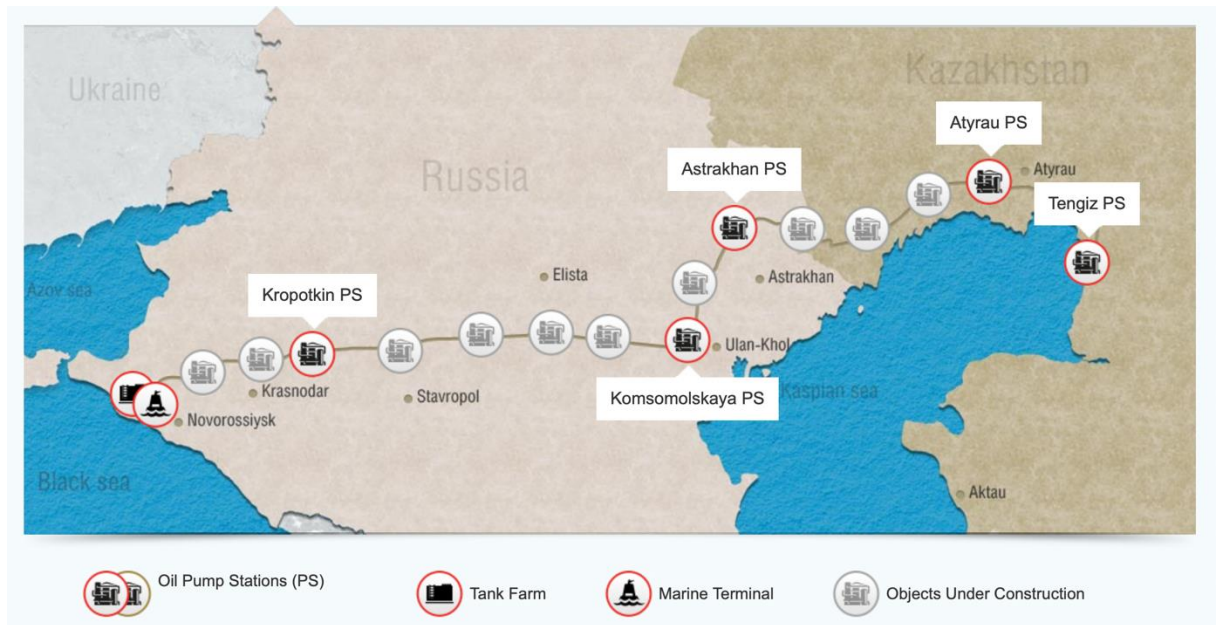 Ukraine
Kazakhstan
Atyrau PS
Russia
Astrakhan PS
Atyrau
Tengiz PS
Elista
Astrakhan
Azov sea
Kropotkin PS
Ulan-Khol
Krasnodar
Stavropol
Komsomolskaya PS
Kaspian sea
Novorossiysk
Black sea
Aktau
Oil Pump Stations (PS)
Tank Farm
Marine Terminal
Objects Under Construction